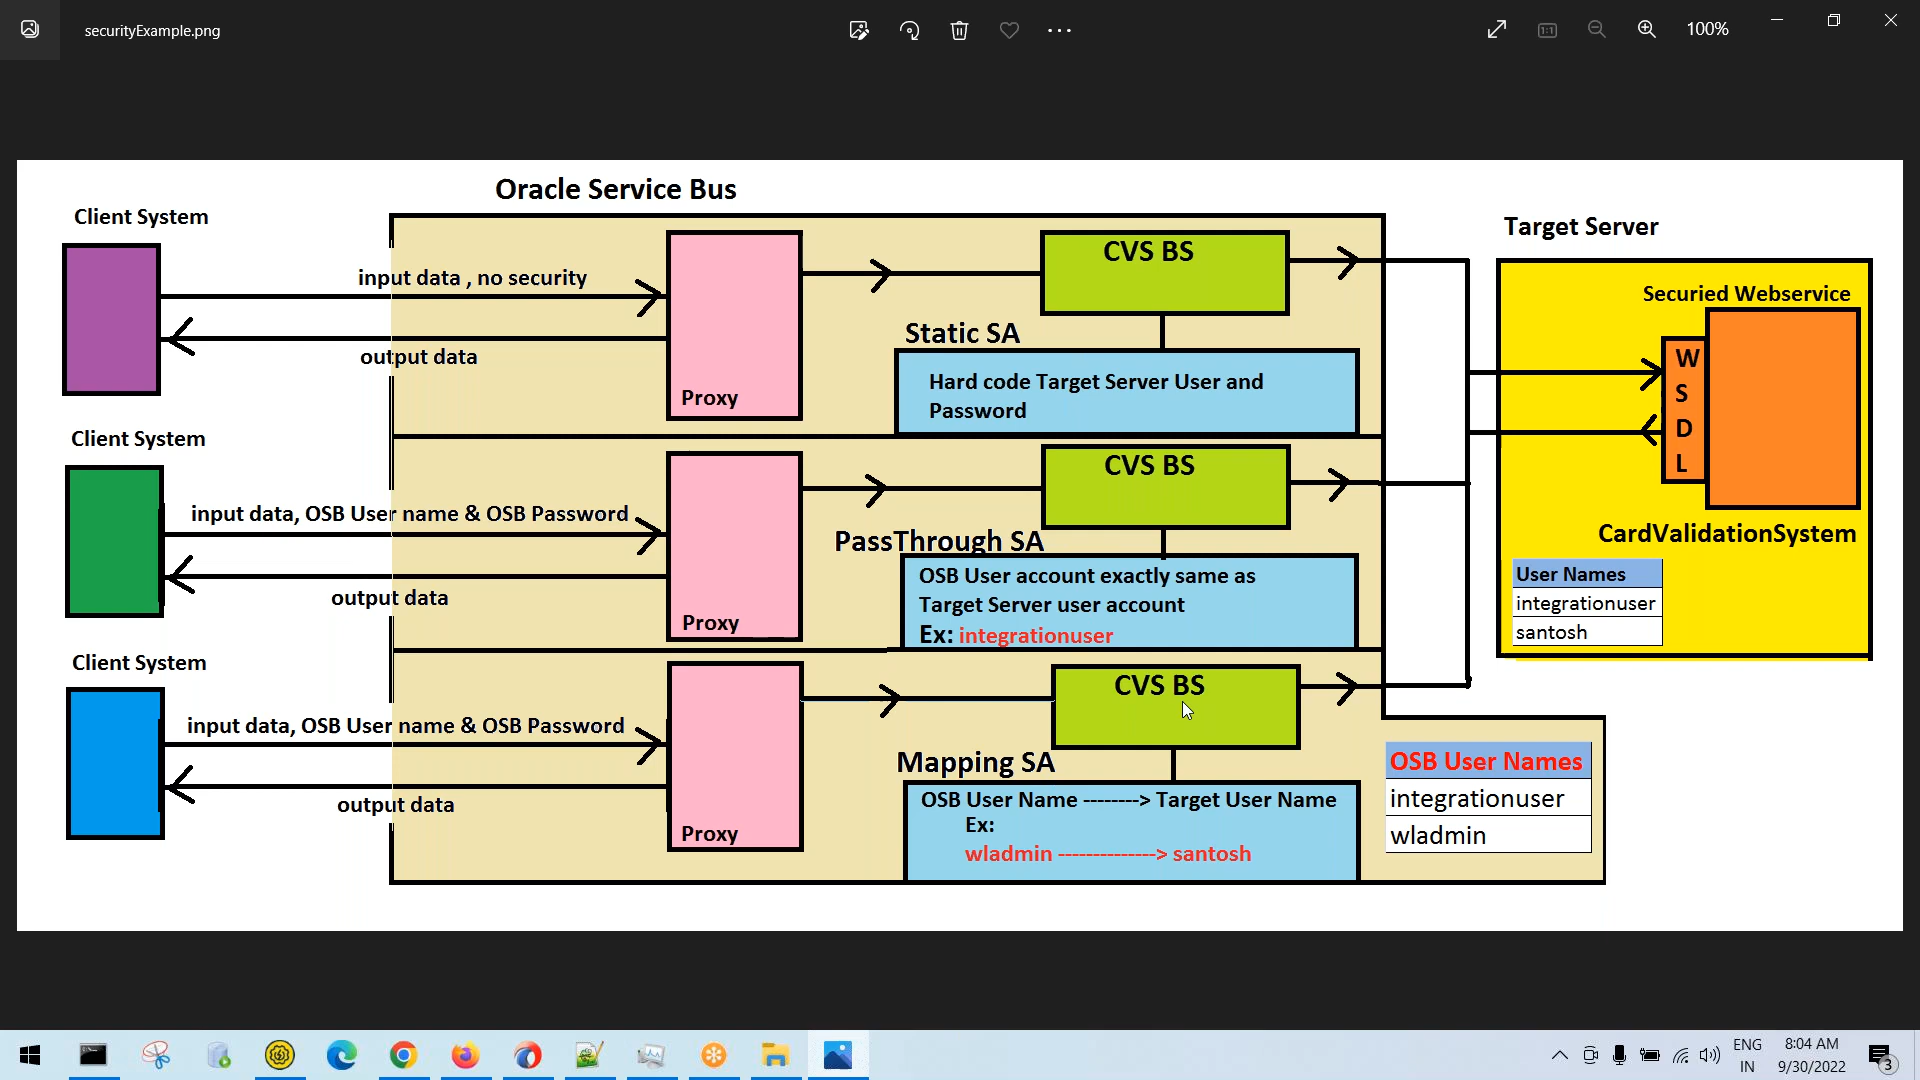 securityExample.png
100%
Oracle Service Bus
Client System
input data , no security
output data
Proxy
CVS BS
Static SA
Hard code Target Server User and
Password
Client System
input data, OSB User name & OSB Password
output data
Proxy
CVS BS
PassThrough SA
OSB User account exactly same as
Target Server user account
Ex: integrationuser
Client System
input data, OSB User name & OSB Password
output data
Proxy
CVS BS
Mapping SA
OSB User Name --------> Target User Name
Ex:
wladmin --------------> santosh
OSB User Names
integrationuser
wladmin
Target Server
Securied Webservice
W
S
D
L
CardValidationSystem
User Names
integrationuser
santosh
ENG
IN
8:04 AM
9/30/2022
3